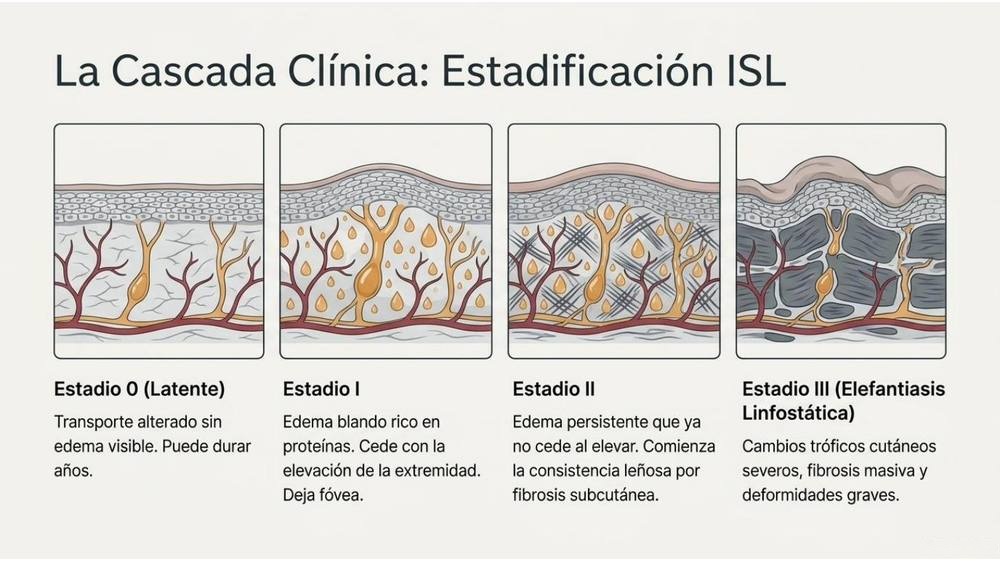 La Cascada Clínica: Estadificación ISL
Estadio 0 (Latente)
Transporte alterado sin
edema visible. Puede durar
años.
Estadio I
Edema blando rico en
proteínas. Cede con la
elevación de la extremidad.
Deja fóvea.
Estadio II
Edema persistente que ya
no cede al elevar. Comienza
la consistencia leñosa por
fibrosis subcutánea.
Estadio III (Elefantiasis
Linfostática)
Cambios tróficos cutáneos
severos, fibrosis masiva y
deformidades graves.